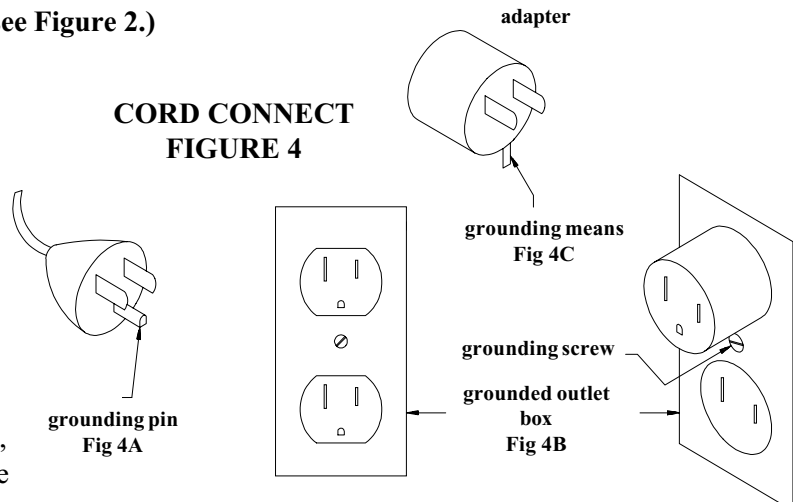 ee Figure 2.)
adapter
CORD CONNECT
FIGURE 4
grounding means
Fig 4C
grounding screw
grounded outlet
box
Fig 4B
grounding pin
Fig 4A
,
e